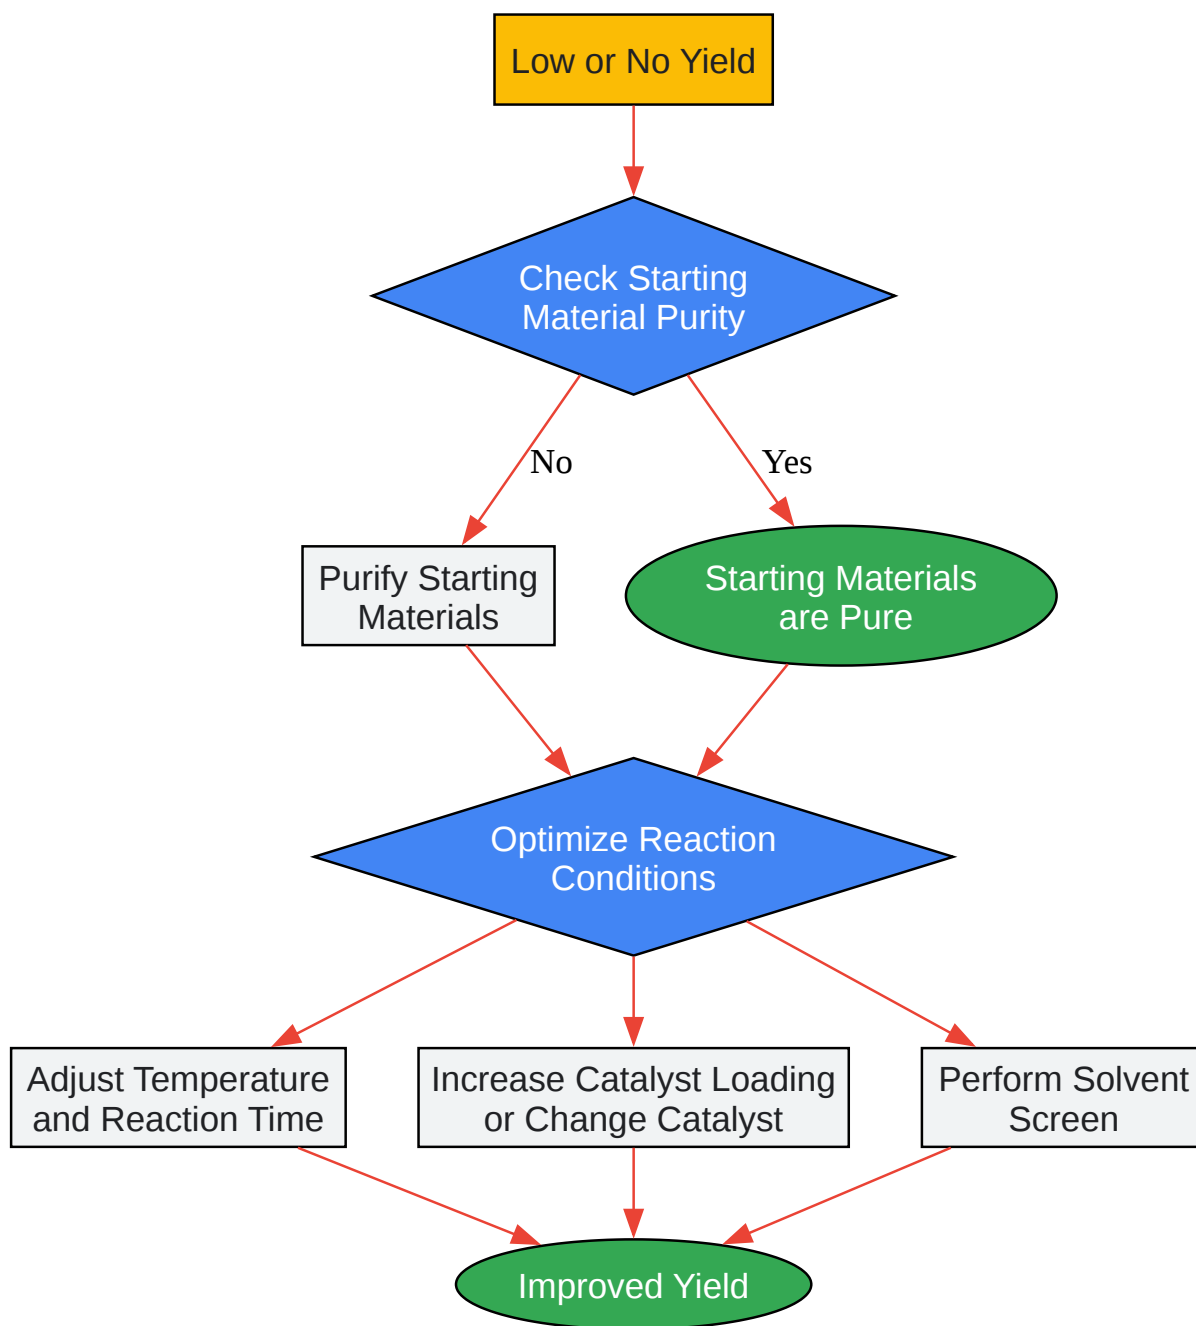 Low or No Yield
Check Starting
Material Purity
No
Yes
Purify Starting
Materials
Starting Materials
are Pure
Optimize Reaction
Conditions
Adjust Temperature
and Reaction Time
Increase Catalyst Loading
or Change Catalyst
Perform Solvent
Screen
Improved Yield